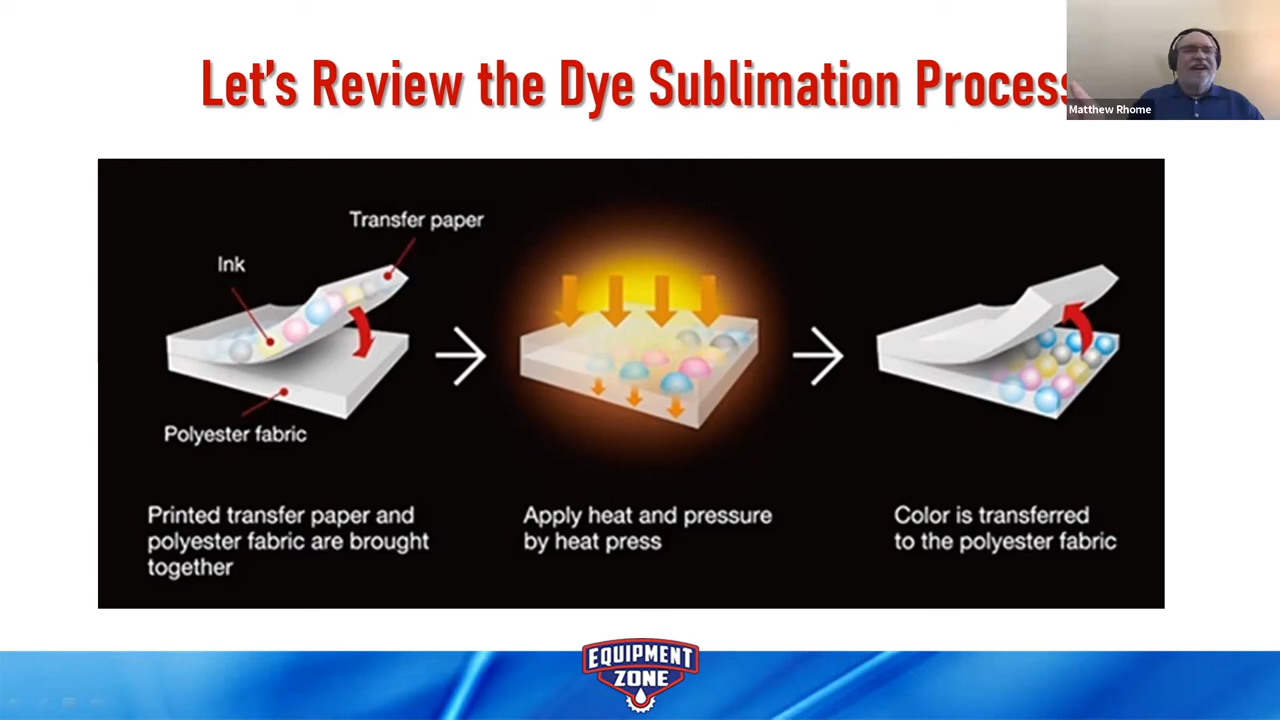 Let's Review the Dye Sublimation Process
Matthew Rhome
Transfer paper
Ink
Polyester fabric
Printed transfer paper and
polyester fabric are brought
together
Apply heat and pressure
by heat press
Color is transferred
to the polyester fabric
EQUIPMENT
ZONE